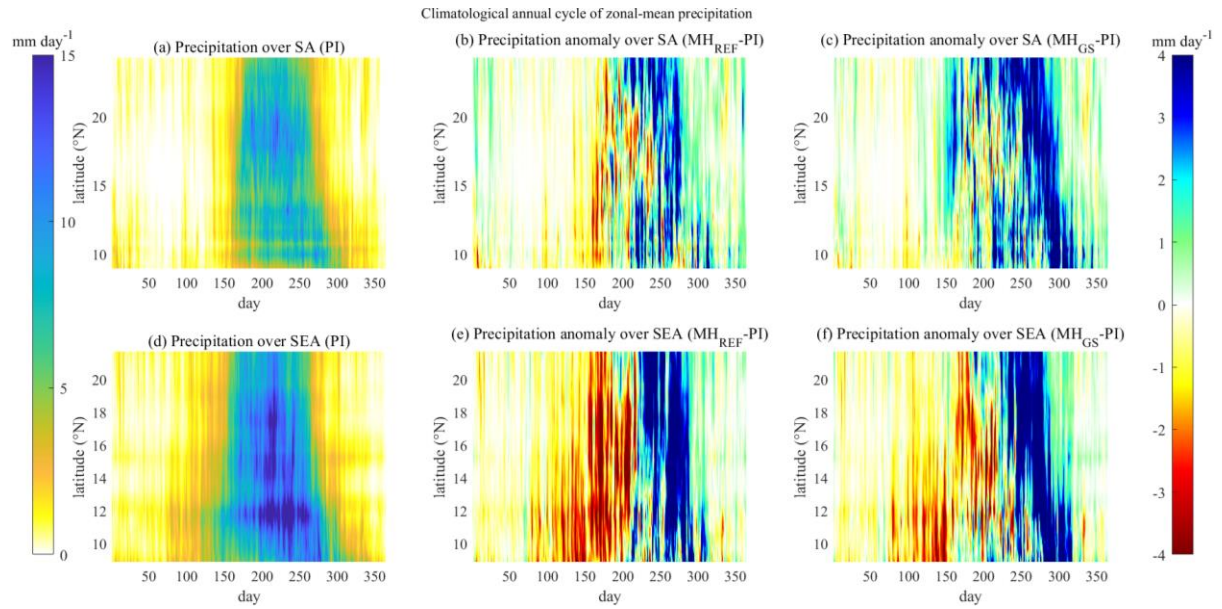 Climatological annual cycle of zonal-mean precipitation
mm day-1
15
10
5
0
(a) Precipitation over SA (PI)
latitude (°N)
20
15
10
50 100 150 200 250 300 350
day
(b) Precipitation anomaly over SA (MHREF-PI)
latitude (°N)
20
15
10
50 100 150 200 250 300 350
day
(c) Precipitation anomaly over SA (MHGS-PI)
latitude (°N)
20
15
10
50 100 150 200 250 300 350
day
mm day-1
4
3
2
1
0
-1
-2
-3
-4
(d) Precipitation over SEA (PI)
latitude (°N)
20
18
16
14
12
10
50 100 150 200 250 300 350
day
(e) Precipitation anomaly over SEA (MHREF-PI)
latitude (°N)
20
18
16
14
12
10
50 100 150 200 250 300 350
day
(f) Precipitation anomaly over SEA (MHGS-PI)
latitude (°N)
20
18
16
14
12
10
50 100 150 200 250 300 350
day